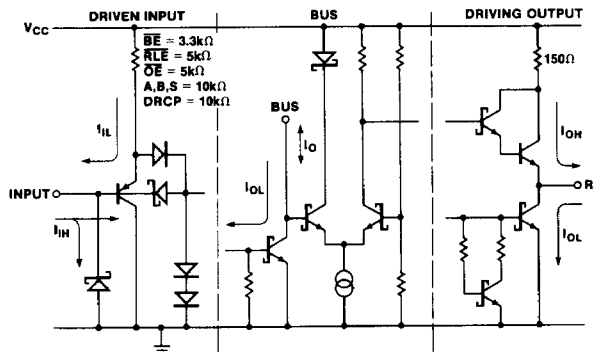 DRIVEN INPUT
BUS
DRIVING OUTPUT
VCC
BE = 3.3kΩ
RLE = 5kΩ
OE = 5kΩ
A,B,S = 10kΩ
DRCP = 10kΩ
150Ω
BUS
IIL
IO
IOH
INPUT
IOL
R
IIH
IOL